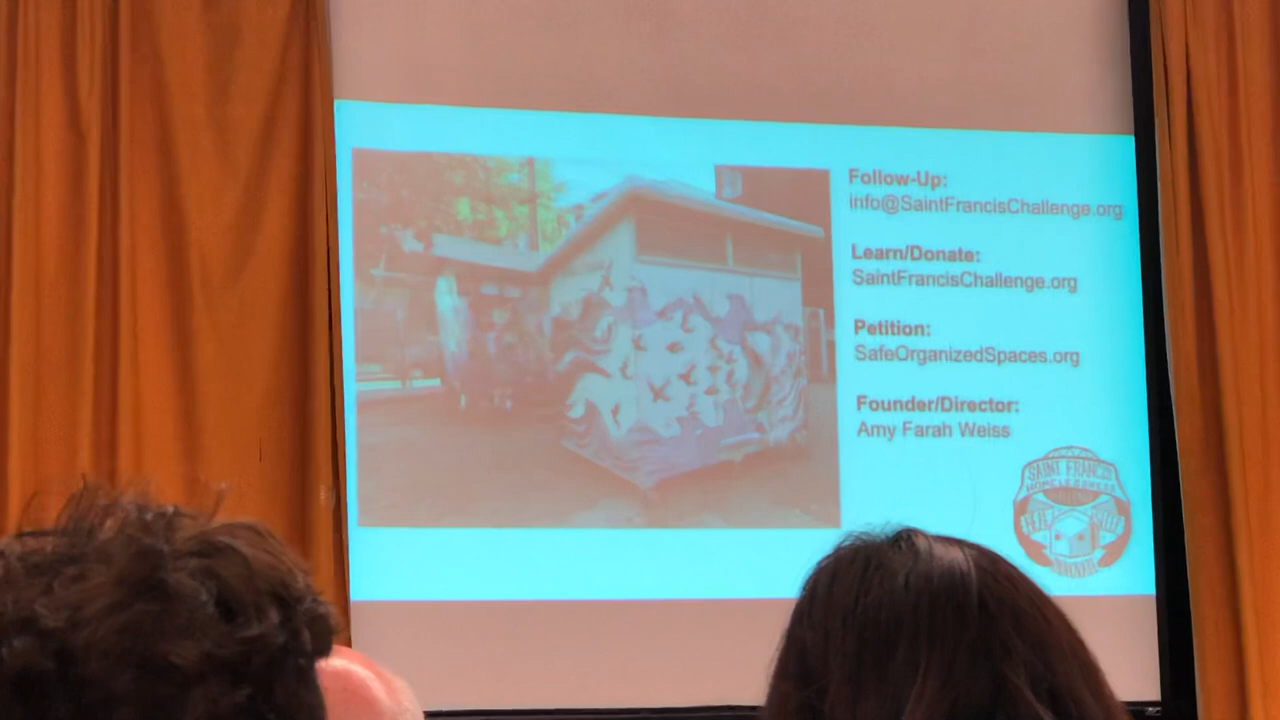 Follow-Up:
info@SaintFrancisChallenge.org
Learn/Donate:
SaintFrancisChallenge.org
Petition:
SafeOrganizedSpaces.org
Founder/Director:
Amy Farah Weiss
SAINT FRANCIS
HOMELESSNESS